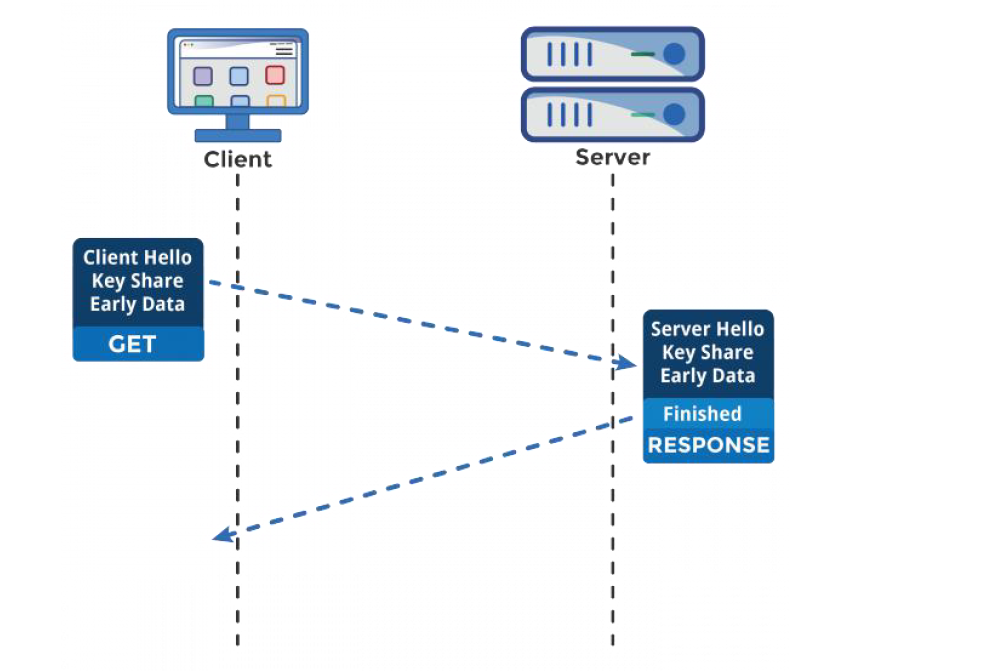 Client
Server
Client Hello
Key Share
Early Data
GET
Server Hello
Key Share
Early Data
Finished
RESPONSE